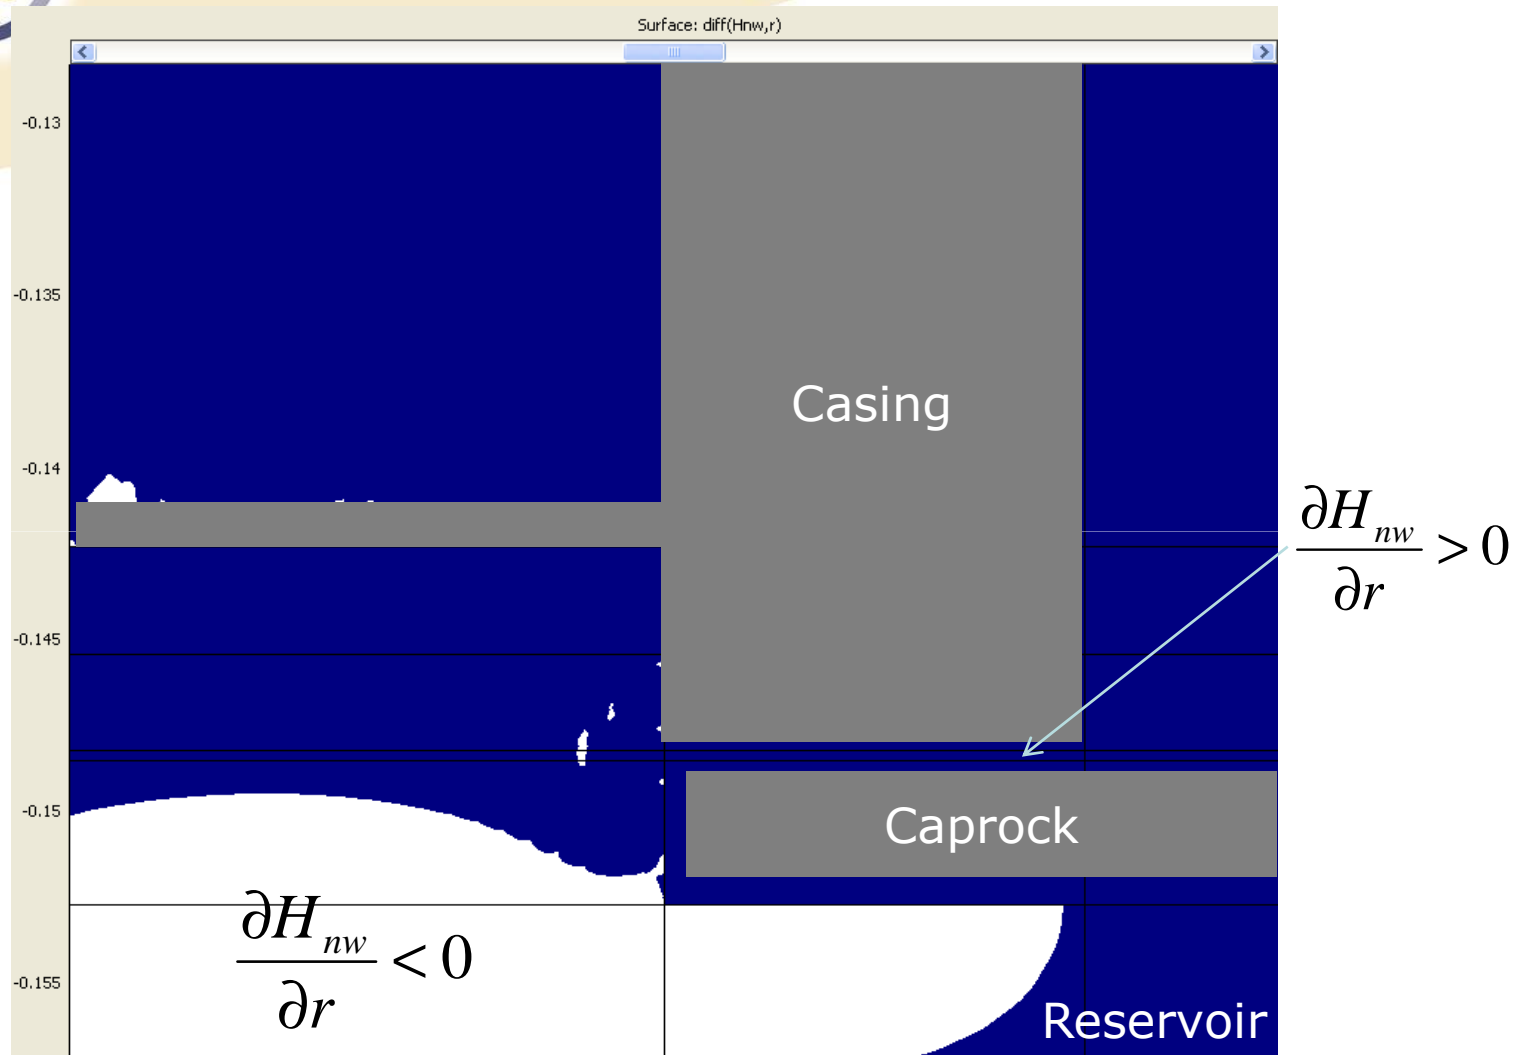 Surface: diff(Hnw,r)
-0.13
-0.135
-0.14
-0.145
-0.15
-0.155
Casing
∂H_nw/∂r > 0
Caprock
∂H_nw/∂r < 0
Reservoir